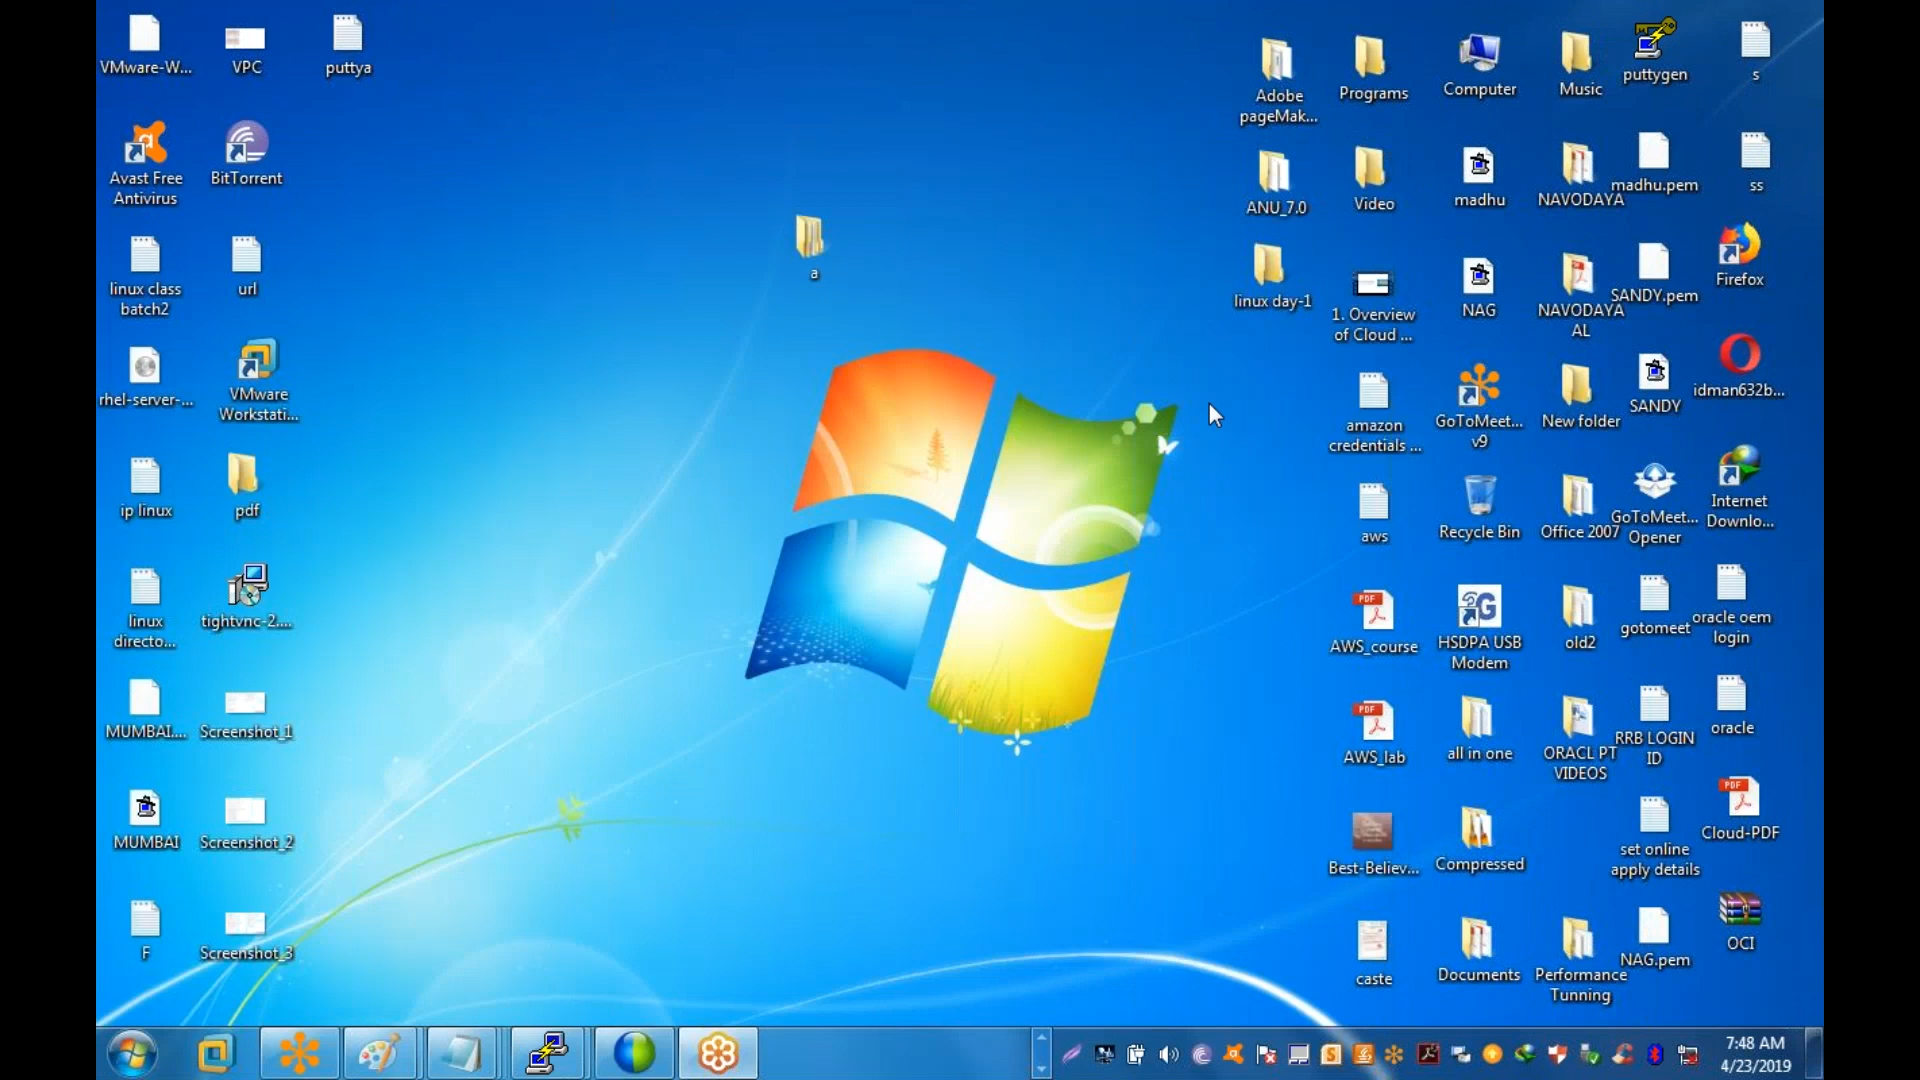 VMware-W...
VPC
puttya
Avast Free
Antivirus
BitTorrent
linux class
batch2
url
rhel-server-...
VMware
Workstati...
ip linux
pdf
linux
directo...
tightvnc-2....
MUMBAI....
Screenshot_1
MUMBAI
Screenshot_2
F
Screenshot_3
a
Adobe
pageMak...
ANU_7.0
linux day-1
Programs
Video
1. Overview
of Cloud ...
amazon
credentials ...
aws
AWS_course
AWS_lab
Best-Believ...
caste
Computer
madhu
NAG
GoToMeet...
v9
Recycle Bin
HSDPA USB
Modem
all in one
Compressed
Documents
Music
NAVODAYA
NAVODAYA
AL
New folder
Office 2007
old2
ORACL PT
VIDEOS
Performance
Tunning
puttygen
madhu.pem
SANDY.pem
SANDY
GoToMeet...
Opener
gotomeet
RRB LOGIN
ID
set online
apply details
NAG.pem
s
ss
Firefox
idman632b...
Internet
Downlo...
oracle oem
login
oracle
Cloud-PDF
OCI
7:48 AM
4/23/2019